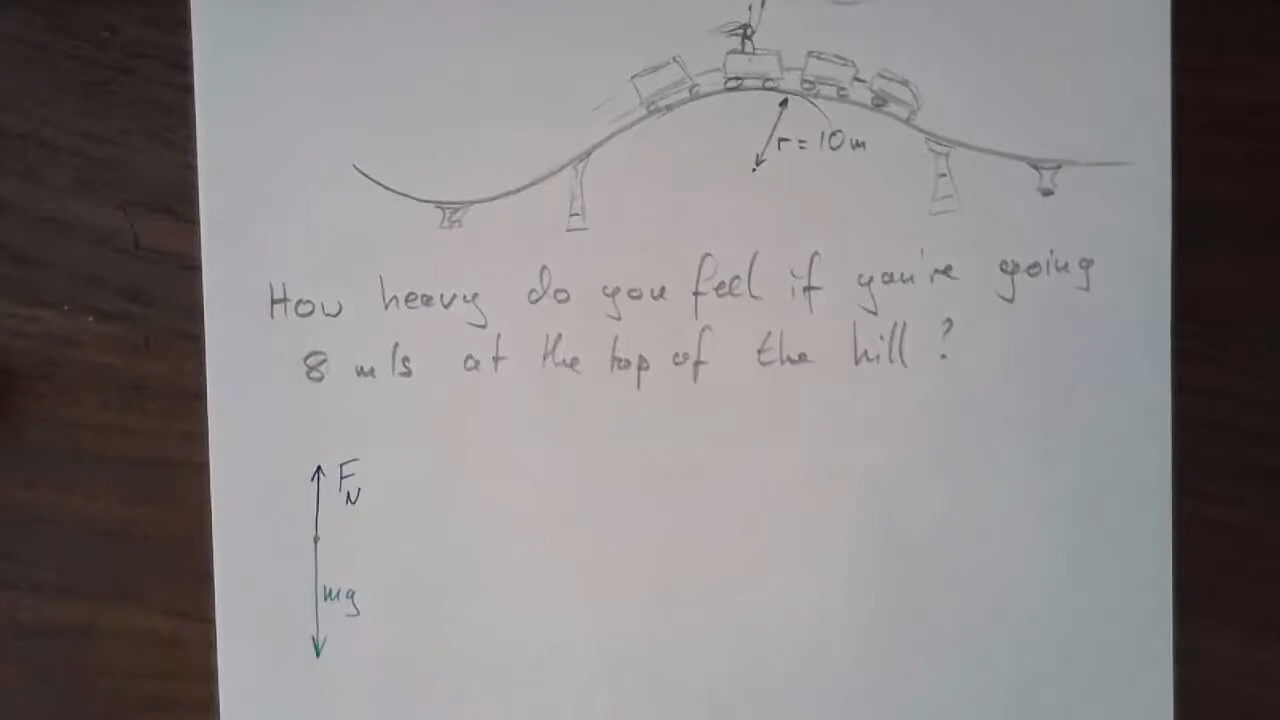 r = 10 m
How heavy do you feel if you're going
8 m/s at the top of the hill ?
F_N
mg